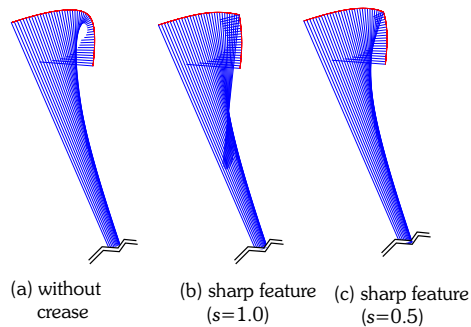 (a) without
crease
(b) sharp feature
(s=1.0)
(c) sharp feature
(s=0.5)